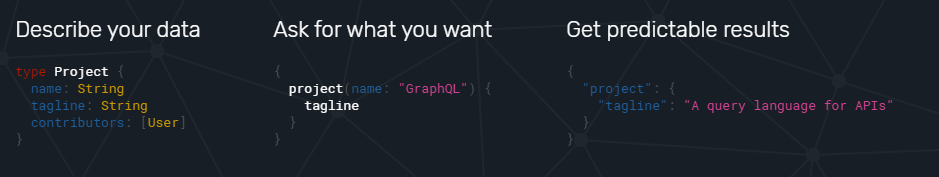 Describe your data
type Project {
  name: String
  tagline: String
  contributors: [User]
}
Ask for what you want
{
  project(name: "GraphQL") {
    tagline
  }
}
Get predictable results
{
  "project": {
    "tagline": "A query language for APIs"
  }
}